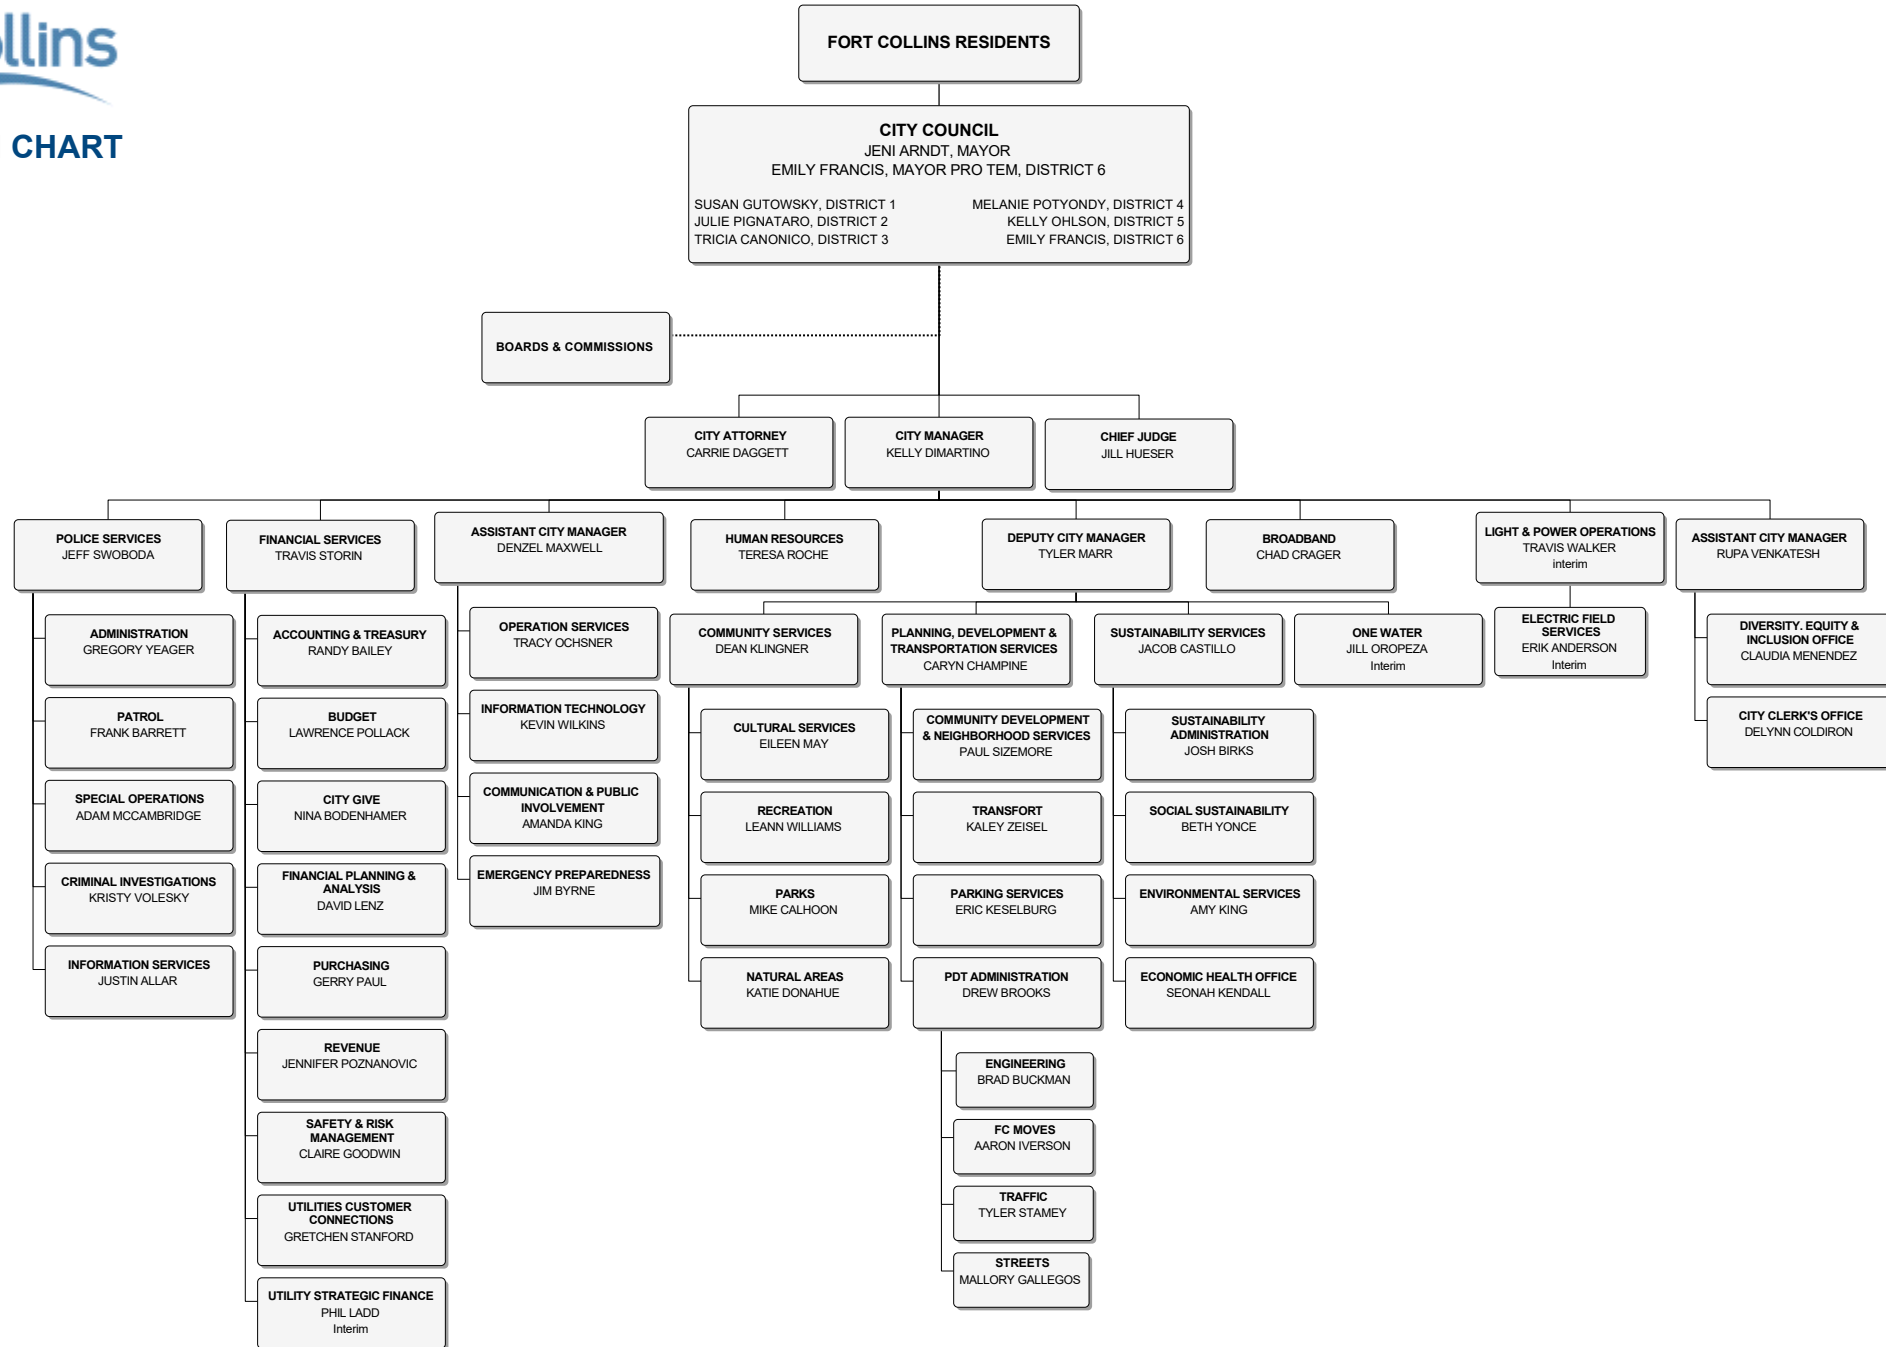 llins
CHART
FORT COLLINS RESIDENTS
CITY COUNCIL
JENI ARNDT, MAYOR
EMILY FRANCIS, MAYOR PRO TEM, DISTRICT 6
SUSAN GUTOWSKY, DISTRICT 1
JULIE PIGNATARO, DISTRICT 2
TRICIA CANONICO, DISTRICT 3
MELANIE POTYONDY, DISTRICT 4
KELLY OHLSON, DISTRICT 5
EMILY FRANCIS, DISTRICT 6
BOARDS & COMMISSIONS
CITY ATTORNEY
CARRIE DAGGETT
CITY MANAGER
KELLY DIMARTINO
CHIEF JUDGE
JILL HUESER
POLICE SERVICES
JEFF SWOBODA
FINANCIAL SERVICES
TRAVIS STORIN
ASSISTANT CITY MANAGER
DENZEL MAXWELL
HUMAN RESOURCES
TERESA ROCHE
DEPUTY CITY MANAGER
TYLER MARR
BROADBAND
CHAD CRAGER
LIGHT & POWER OPERATIONS
TRAVIS WALKER
interim
ASSISTANT CITY MANAGER
RUPA VENKATESH
ADMINISTRATION
GREGORY YEAGER
PATROL
FRANK BARRETT
SPECIAL OPERATIONS
ADAM MCCAMBRIDGE
CRIMINAL INVESTIGATIONS
KRISTY VOLESKY
INFORMATION SERVICES
JUSTIN ALLAR
ACCOUNTING & TREASURY
RANDY BAILEY
BUDGET
LAWRENCE POLLACK
CITY GIVE
NINA BODENHAMER
FINANCIAL PLANNING &
ANALYSIS
DAVID LENZ
PURCHASING
GERRY PAUL
REVENUE
JENNIFER POZNANOVIC
SAFETY & RISK
MANAGEMENT
CLAIRE GOODWIN
UTILITIES CUSTOMER
CONNECTIONS
GRETCHEN STANFORD
UTILITY STRATEGIC FINANCE
PHIL LADD
Interim
OPERATION SERVICES
TRACY OCHSNER
INFORMATION TECHNOLOGY
KEVIN WILKINS
COMMUNICATION & PUBLIC
INVOLVEMENT
AMANDA KING
EMERGENCY PREPAREDNESS
JIM BYRNE
COMMUNITY SERVICES
DEAN KLINGNER
CULTURAL SERVICES
EILEEN MAY
RECREATION
LEANN WILLIAMS
PARKS
MIKE CALHOON
NATURAL AREAS
KATIE DONAHUE
PLANNING, DEVELOPMENT &
TRANSPORTATION SERVICES
CARYN CHAMPINE
COMMUNITY DEVELOPMENT
& NEIGHBORHOOD SERVICES
PAUL SIZEMORE
TRANSFORT
KALEY ZEISEL
PARKING SERVICES
ERIC KESELBURG
PDT ADMINISTRATION
DREW BROOKS
ENGINEERING
BRAD BUCKMAN
FC MOVES
AARON IVERSON
TRAFFIC
TYLER STAMEY
STREETS
MALLORY GALLEGOS
SUSTAINABILITY SERVICES
JACOB CASTILLO
SUSTAINABILITY
ADMINISTRATION
JOSH BIRKS
SOCIAL SUSTAINABILITY
BETH YONCE
ENVIRONMENTAL SERVICES
AMY KING
ECONOMIC HEALTH OFFICE
SEONAH KENDALL
ONE WATER
JILL OROPEZA
Interim
ELECTRIC FIELD
SERVICES
ERIK ANDERSON
Interim
DIVERSITY. EQUITY &
INCLUSION OFFICE
CLAUDIA MENENDEZ
CITY CLERK'S OFFICE
DELYNN COLDIRON